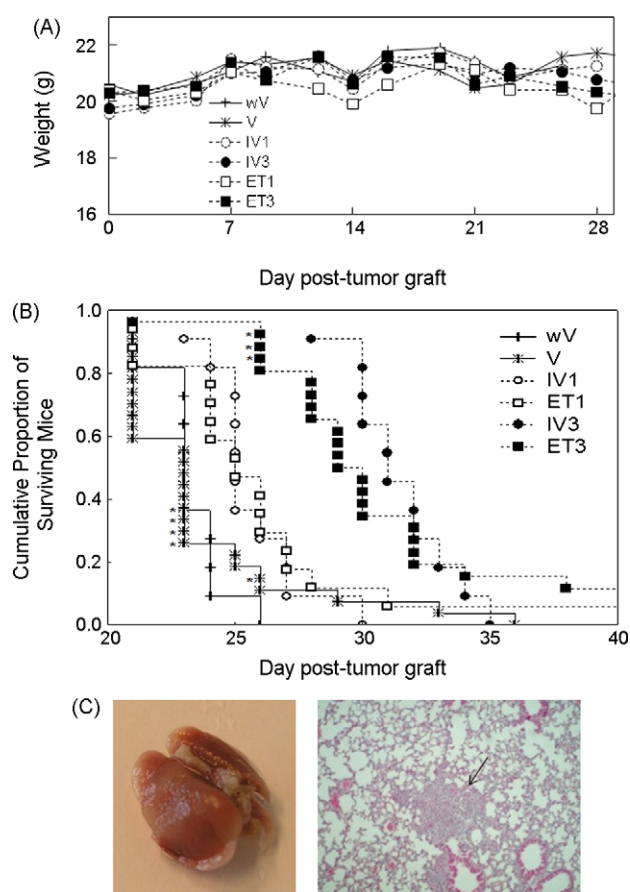 (A)
Weight (g)
22
20
18
16
wV
V
IV1
IV3
ET1
ET3
0 7 14 21 28
Day post-tumor graft
(B)
Cumulative Proportion of
Surviving Mice
1.0
0.8
0.6
0.4
0.2
0.0
*
*
*
*
*
*
*
*
wV
V
IV1
ET1
IV3
ET3
20 25 30 35 40
Day post-tumor graft
(C)